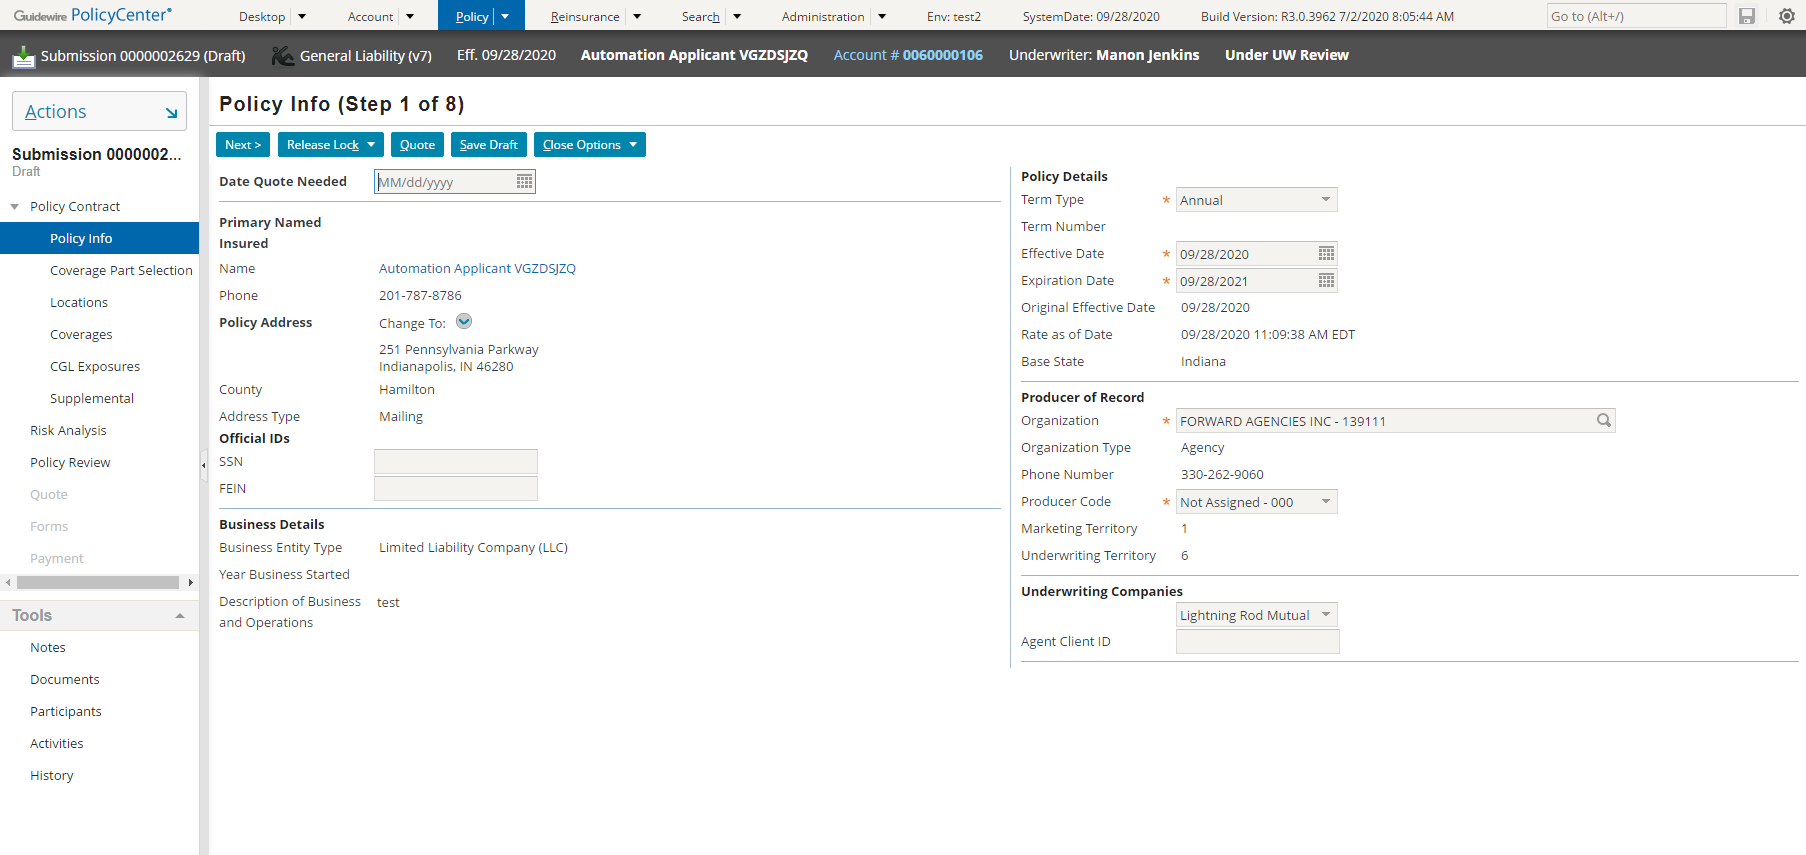 Guidewire PolicyCenter®
Desktop
Account
Policy
Reinsurance
Search
Administration
Env: test2
SystemDate: 09/28/2020
Build Version: R3.0.3962 7/2/2020 8:05:44 AM
Go to (Alt+/)
Submission 0000002629 (Draft)
General Liability (v7)
Eff. 09/28/2020
Automation Applicant VGZDSJZQ
Account # 0060000106
Underwriter: Manon Jenkins
Under UW Review
Actions
Submission 0000002...
Draft
Policy Contract
Policy Info
Coverage Part Selection
Locations
Coverages
CGL Exposures
Supplemental
Risk Analysis
Policy Review
Quote
Forms
Payment
Tools
Notes
Documents
Participants
Activities
History
Policy Info (Step 1 of 8)
Next >
Release Lock
Quote
Save Draft
Close Options
Date Quote Needed MM/dd/yyyy
Primary Named
Insured
Name Automation Applicant VGZDSJZQ
Phone 201-787-8786
Policy Address Change To:
251 Pennsylvania Parkway
Indianapolis, IN 46280
County Hamilton
Address Type Mailing
Official IDs
SSN
FEIN
Business Details
Business Entity Type Limited Liability Company (LLC)
Year Business Started
Description of Business test
and Operations
Policy Details
Term Type * Annual
Term Number
Effective Date * 09/28/2020
Expiration Date * 09/28/2021
Original Effective Date 09/28/2020
Rate as of Date 09/28/2020 11:09:38 AM EDT
Base State Indiana
Producer of Record
Organization * FORWARD AGENCIES INC - 139111
Organization Type Agency
Phone Number 330-262-9060
Producer Code * Not Assigned - 000
Marketing Territory 1
Underwriting Territory 6
Underwriting Companies
Lightning Rod Mutual
Agent Client ID